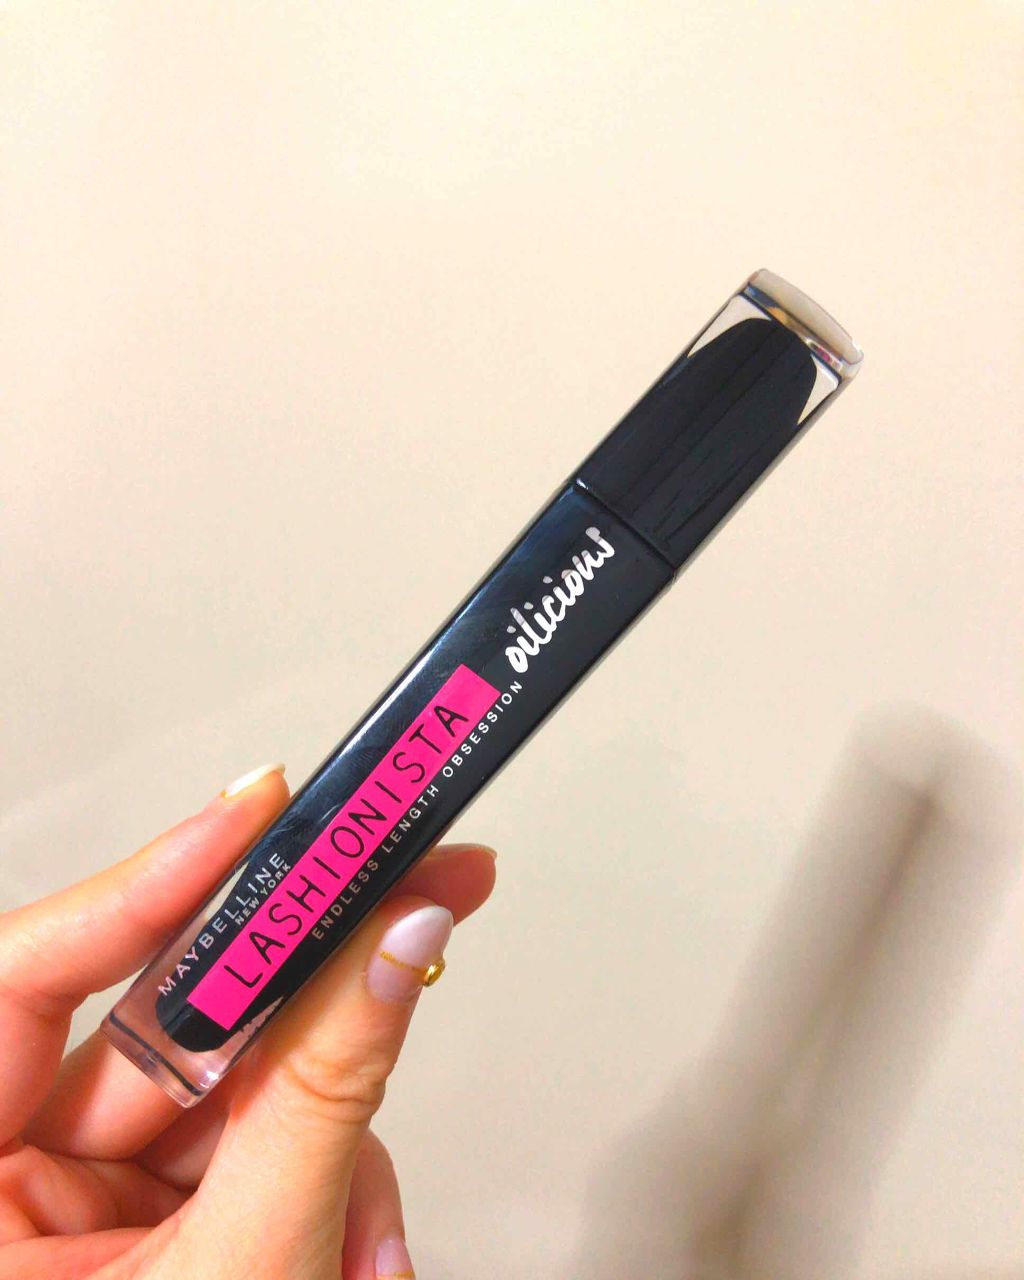 MAYBELLINE
NEW YORK
LASHIONISTA
ENDLESS LENGTH OBSESSION
oilicious